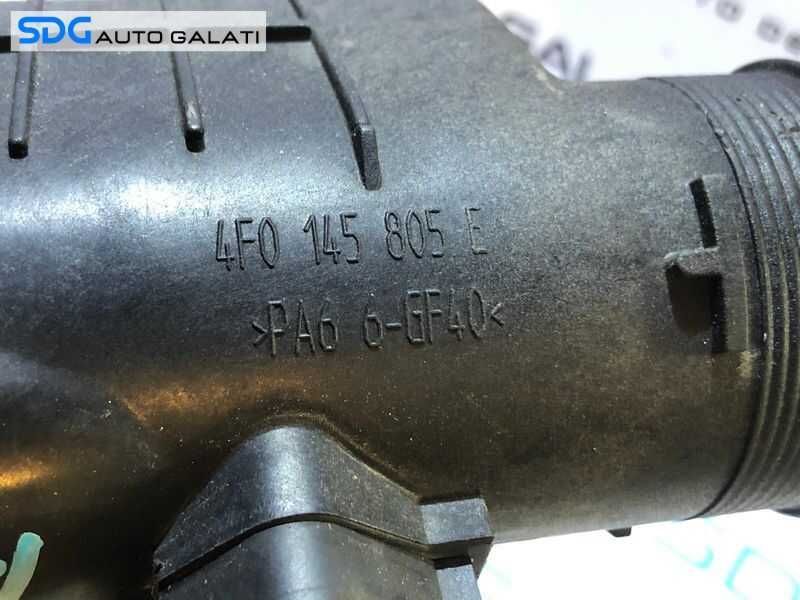 SDG AUTO GALATI
4F0 145 805 E
>PA6 6-GF40<